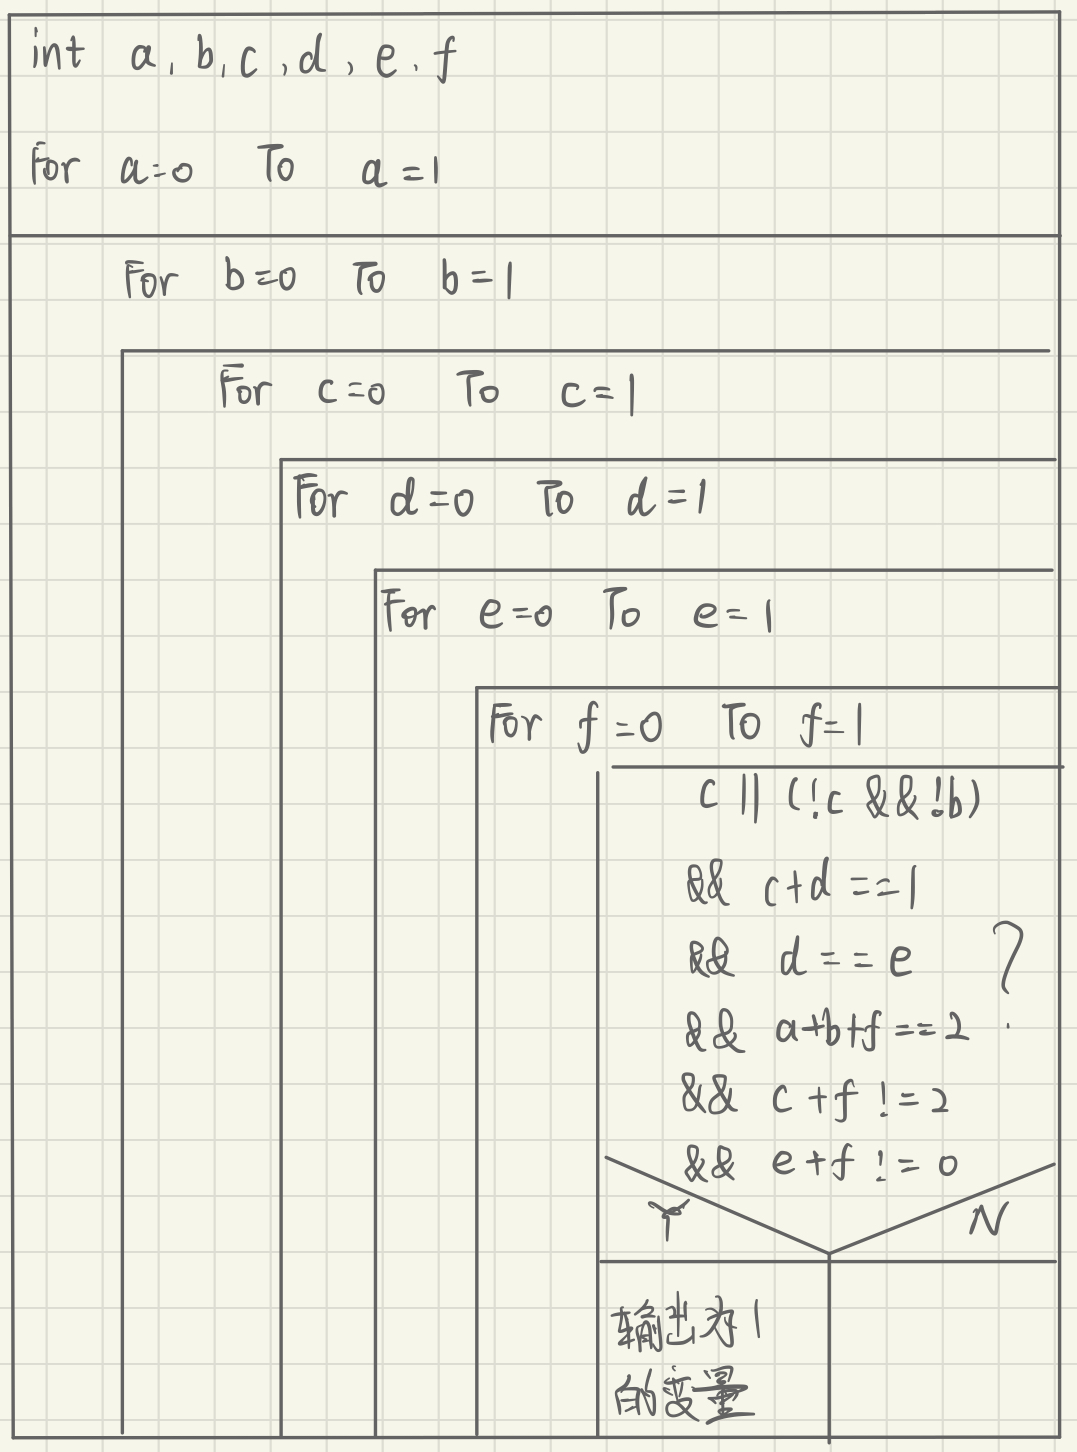 int a, b, c, d, e, f
For a=0 To a=1
For b=0 To b=1
For c=0 To c=1
For d=0 To d=1
For e=0 To e=1
For f=0 To f=1
c || (!c && !b)
&& c+d==1
&& d==e ?
&& a+b+f==2
&& c+f!=2
&& e+f!=0
Y N
输出为1
的变量